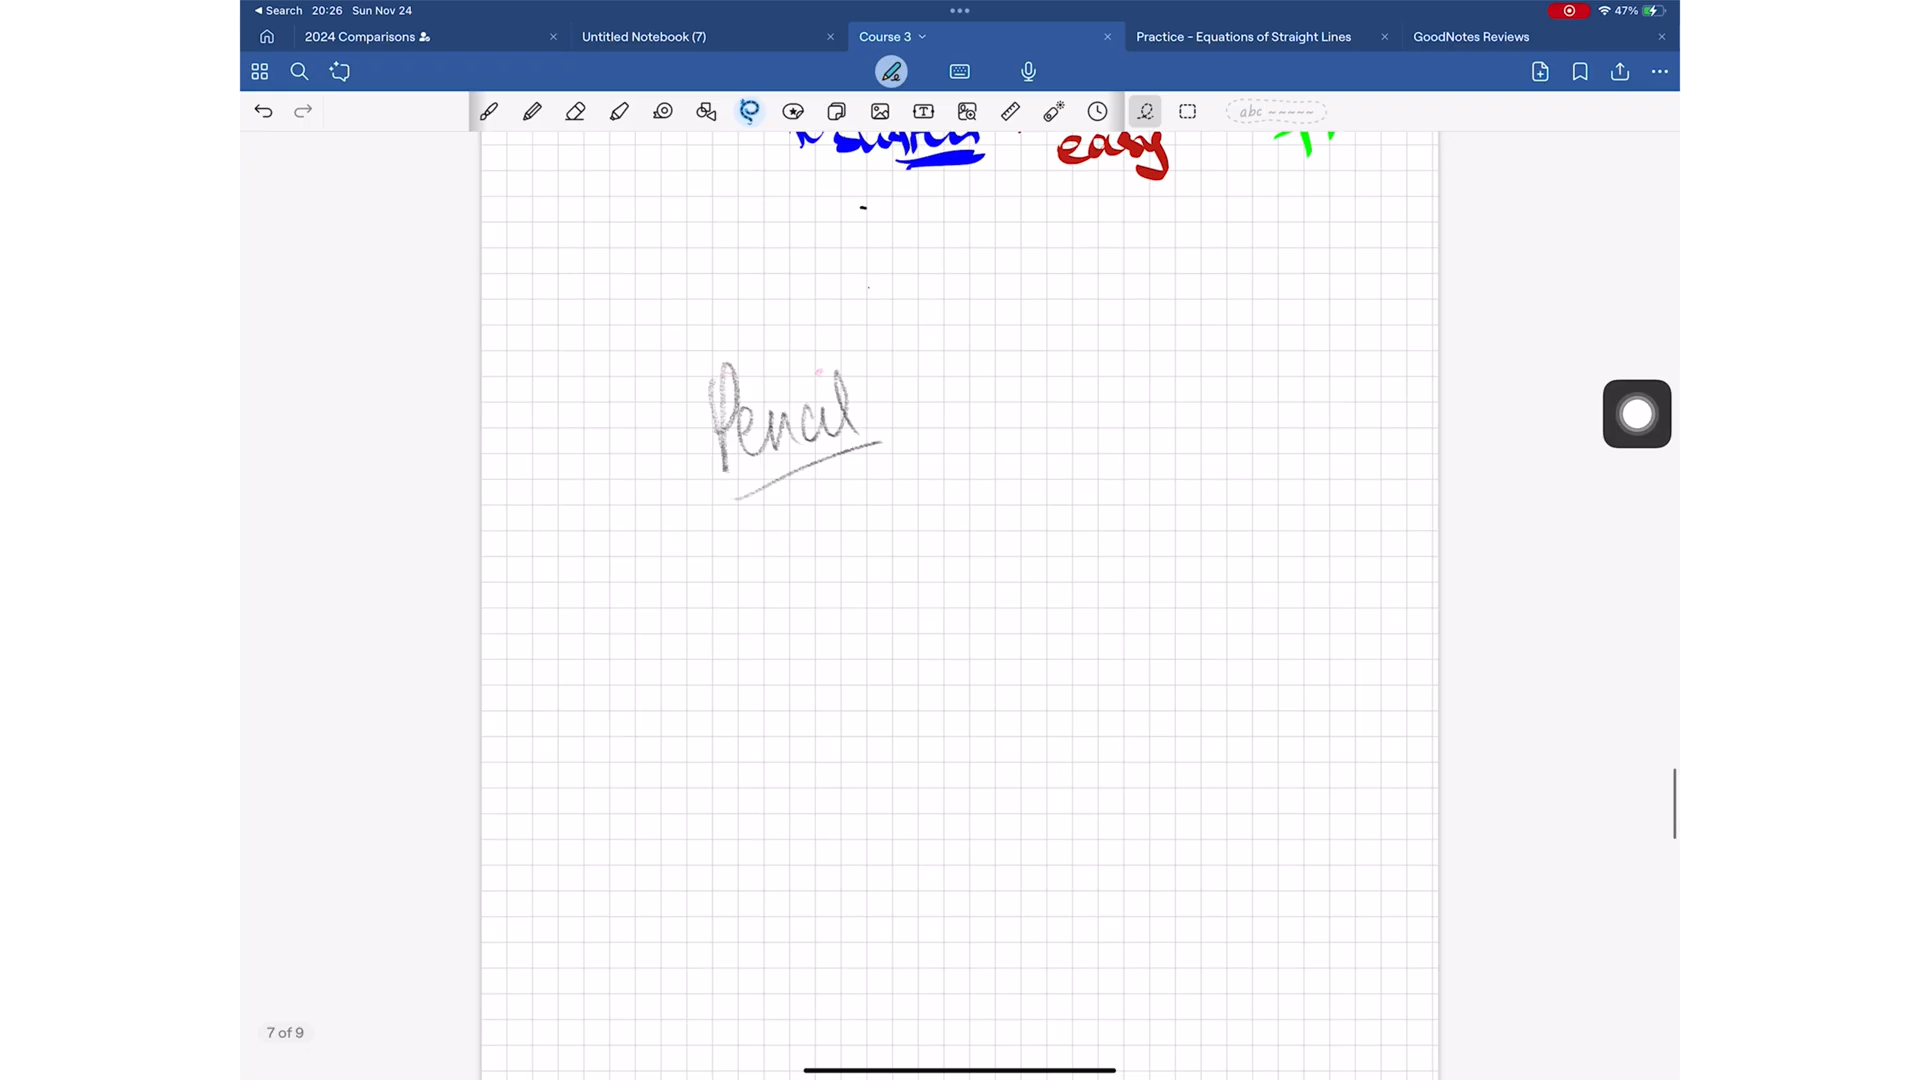 Search 20:26 Sun Nov 24 47%
2024 Comparisons Untitled Notebook (7) Course 3 Practice - Equations of Straight Lines GoodNotes Reviews
abc
easy
Pencil
7 of 9